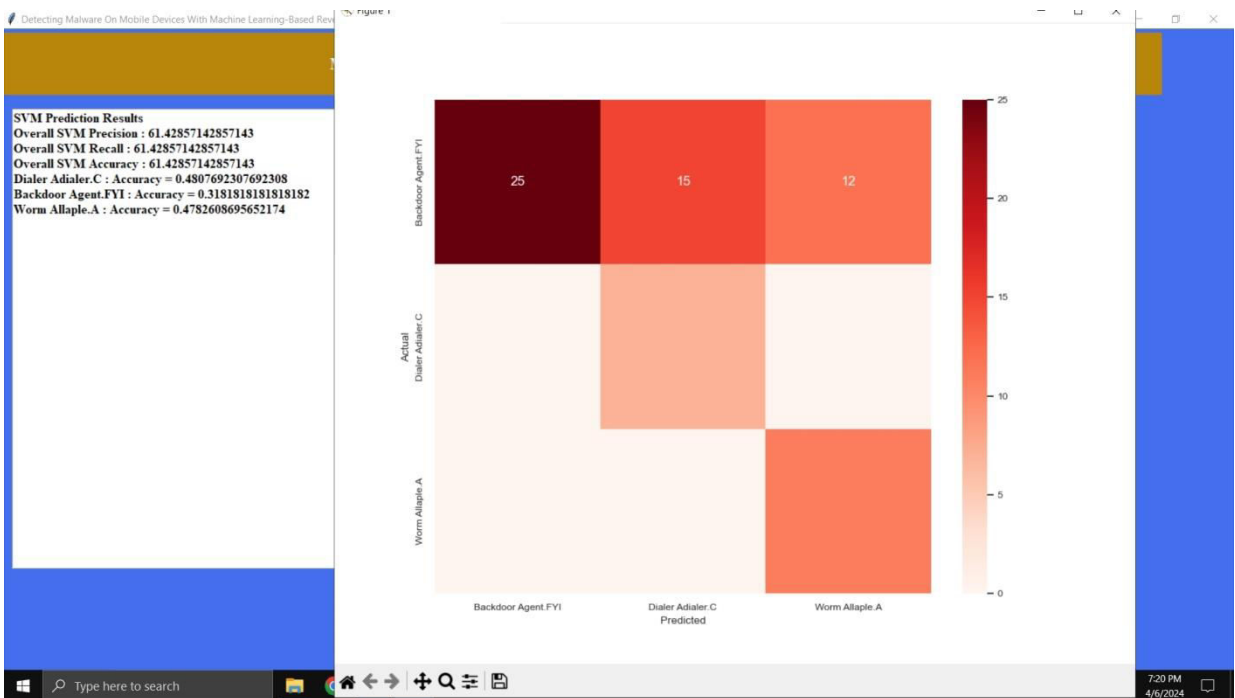 Detecting Malware On Mobile Devices With Machine Learning-Based Reve
Figure 1
SVM Prediction Results
Overall SVM Precision : 61.42857142857143
Overall SVM Recall : 61.42857142857143
Overall SVM Accuracy : 61.42857142857143
Dialer Adialer.C : Accuracy = 0.4807692307692308
Backdoor Agent.FYI : Accuracy = 0.3181818181818182
Worm Allaple.A : Accuracy = 0.4782608695652174
Actual
Backdoor Agent.FYI
Dialer Adialer.C
Worm Allaple.A
25
15
12
Backdoor Agent.FYI
Dialer Adialer.C
Worm Allaple.A
Predicted
25
20
15
10
5
0
Type here to search
7:20 PM
4/6/2024